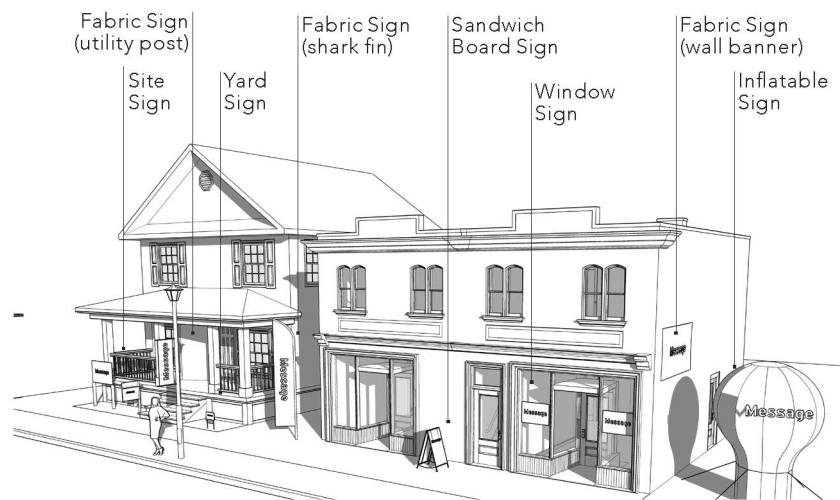 Fabric Sign
(utility post)
Site
Sign
Yard
Sign
Fabric Sign
(shark fin)
Sandwich
Board Sign
Window
Sign
Fabric Sign
(wall banner)
Inflatable
Sign
Message
Message
Message
Message
Message
Message
Message